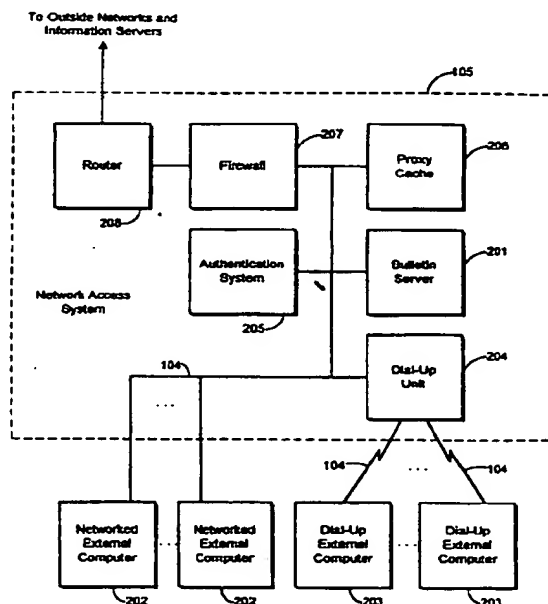 To Outside Networks and
Information Servers
105
207
206
Router
Firewall
Proxy
Cache
208
201
Authentication
System
Bulletin
Server
Network Access
System
205
204
104
Dial-Up
Unit
...
104
...
104
Networked
External
Computer
...
Networked
External
Computer
Dial-Up
External
Computer
...
Dial-Up
External
Computer
202
202
203
203